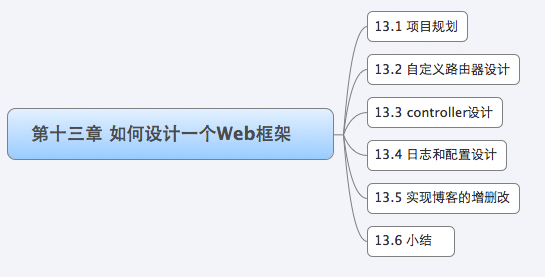 第十三章 如何设计一个Web框架
13.1 项目规划
13.2 自定义路由器设计
13.3 controller设计
13.4 日志和配置设计
13.5 实现博客的增删改
13.6 小结